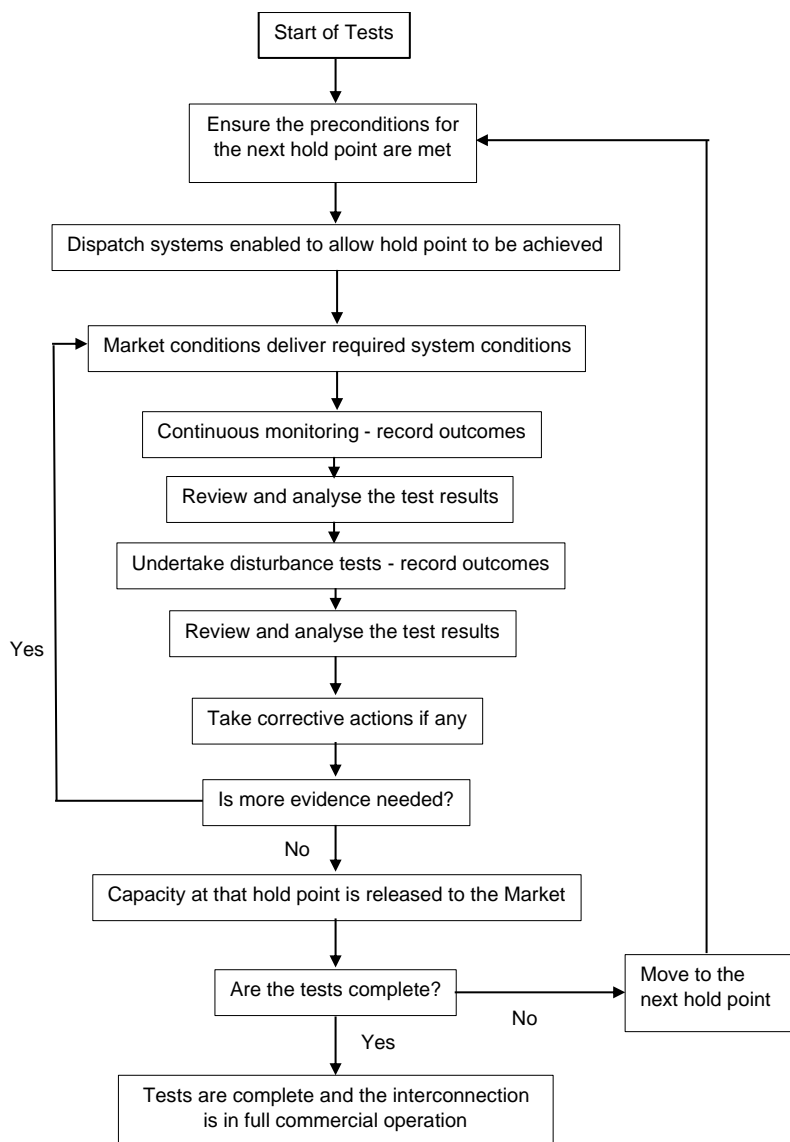 Start of Tests
Ensure the preconditions for
the next hold point are met
Dispatch systems enabled to allow hold point to be achieved
Market conditions deliver required system conditions
Continuous monitoring - record outcomes
Review and analyse the test results
Undertake disturbance tests - record outcomes
Review and analyse the test results
Yes
Take corrective actions if any
Is more evidence needed?
No
Capacity at that hold point is released to the Market
Are the tests complete?
No
Move to the
next hold point
Yes
Tests are complete and the interconnection
is in full commercial operation